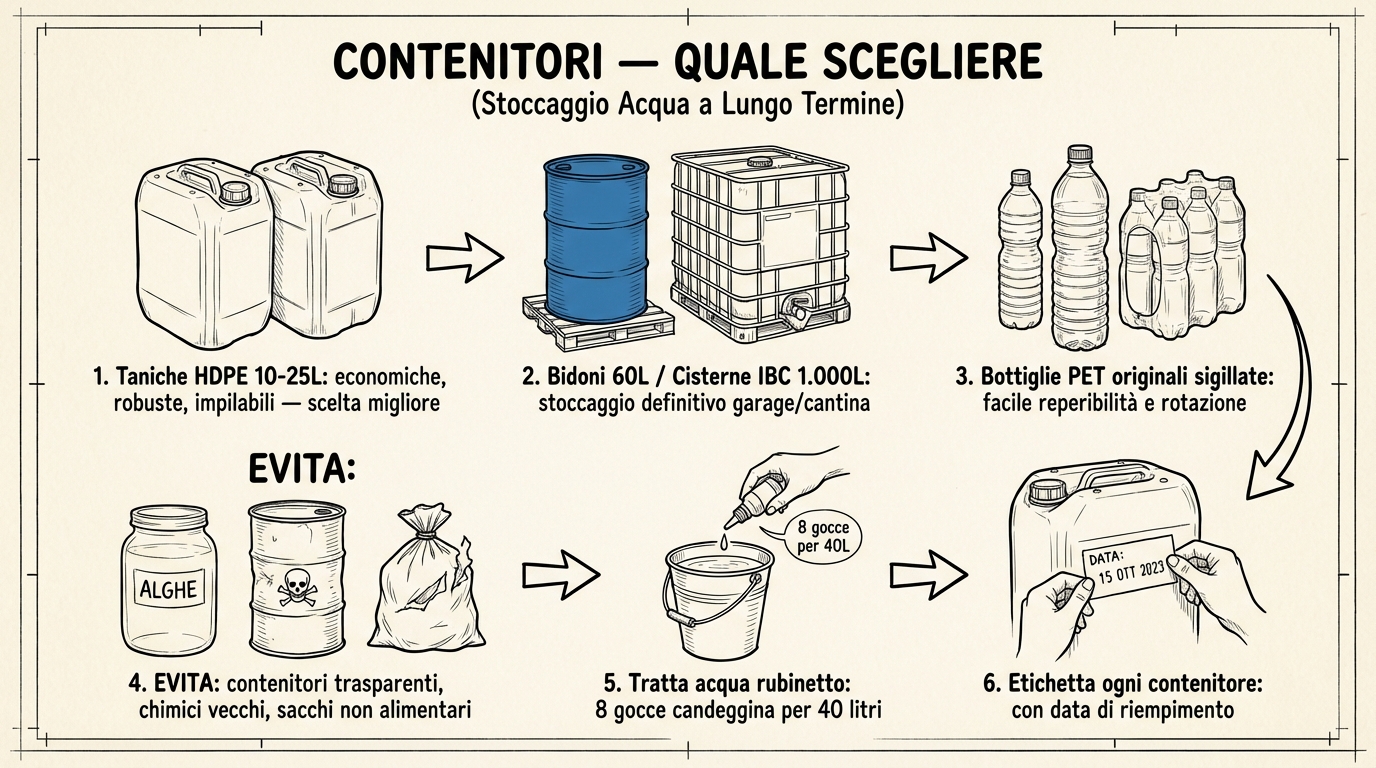 CONTENITORI — QUALE SCEGLIERE
(Stoccaggio Acqua a Lungo Termine)
1. Taniche HDPE 10-25L: economiche,
robuste, impilabili — scelta migliore
2. Bidoni 60L / Cisterne IBC 1.000L:
stoccaggio definitivo garage/cantina
3. Bottiglie PET originali sigillate:
facile reperibilità e rotazione
EVITA:
ALGHE
4. EVITA: contenitori trasparenti,
chimici vecchi, sacchi non alimentari
8 gocce
per 40L
5. Tratta acqua rubinetto:
8 gocce candeggina per 40 litri
DATA:
15 OTT 2023
6. Etichetta ogni contenitore:
con data di riempimento